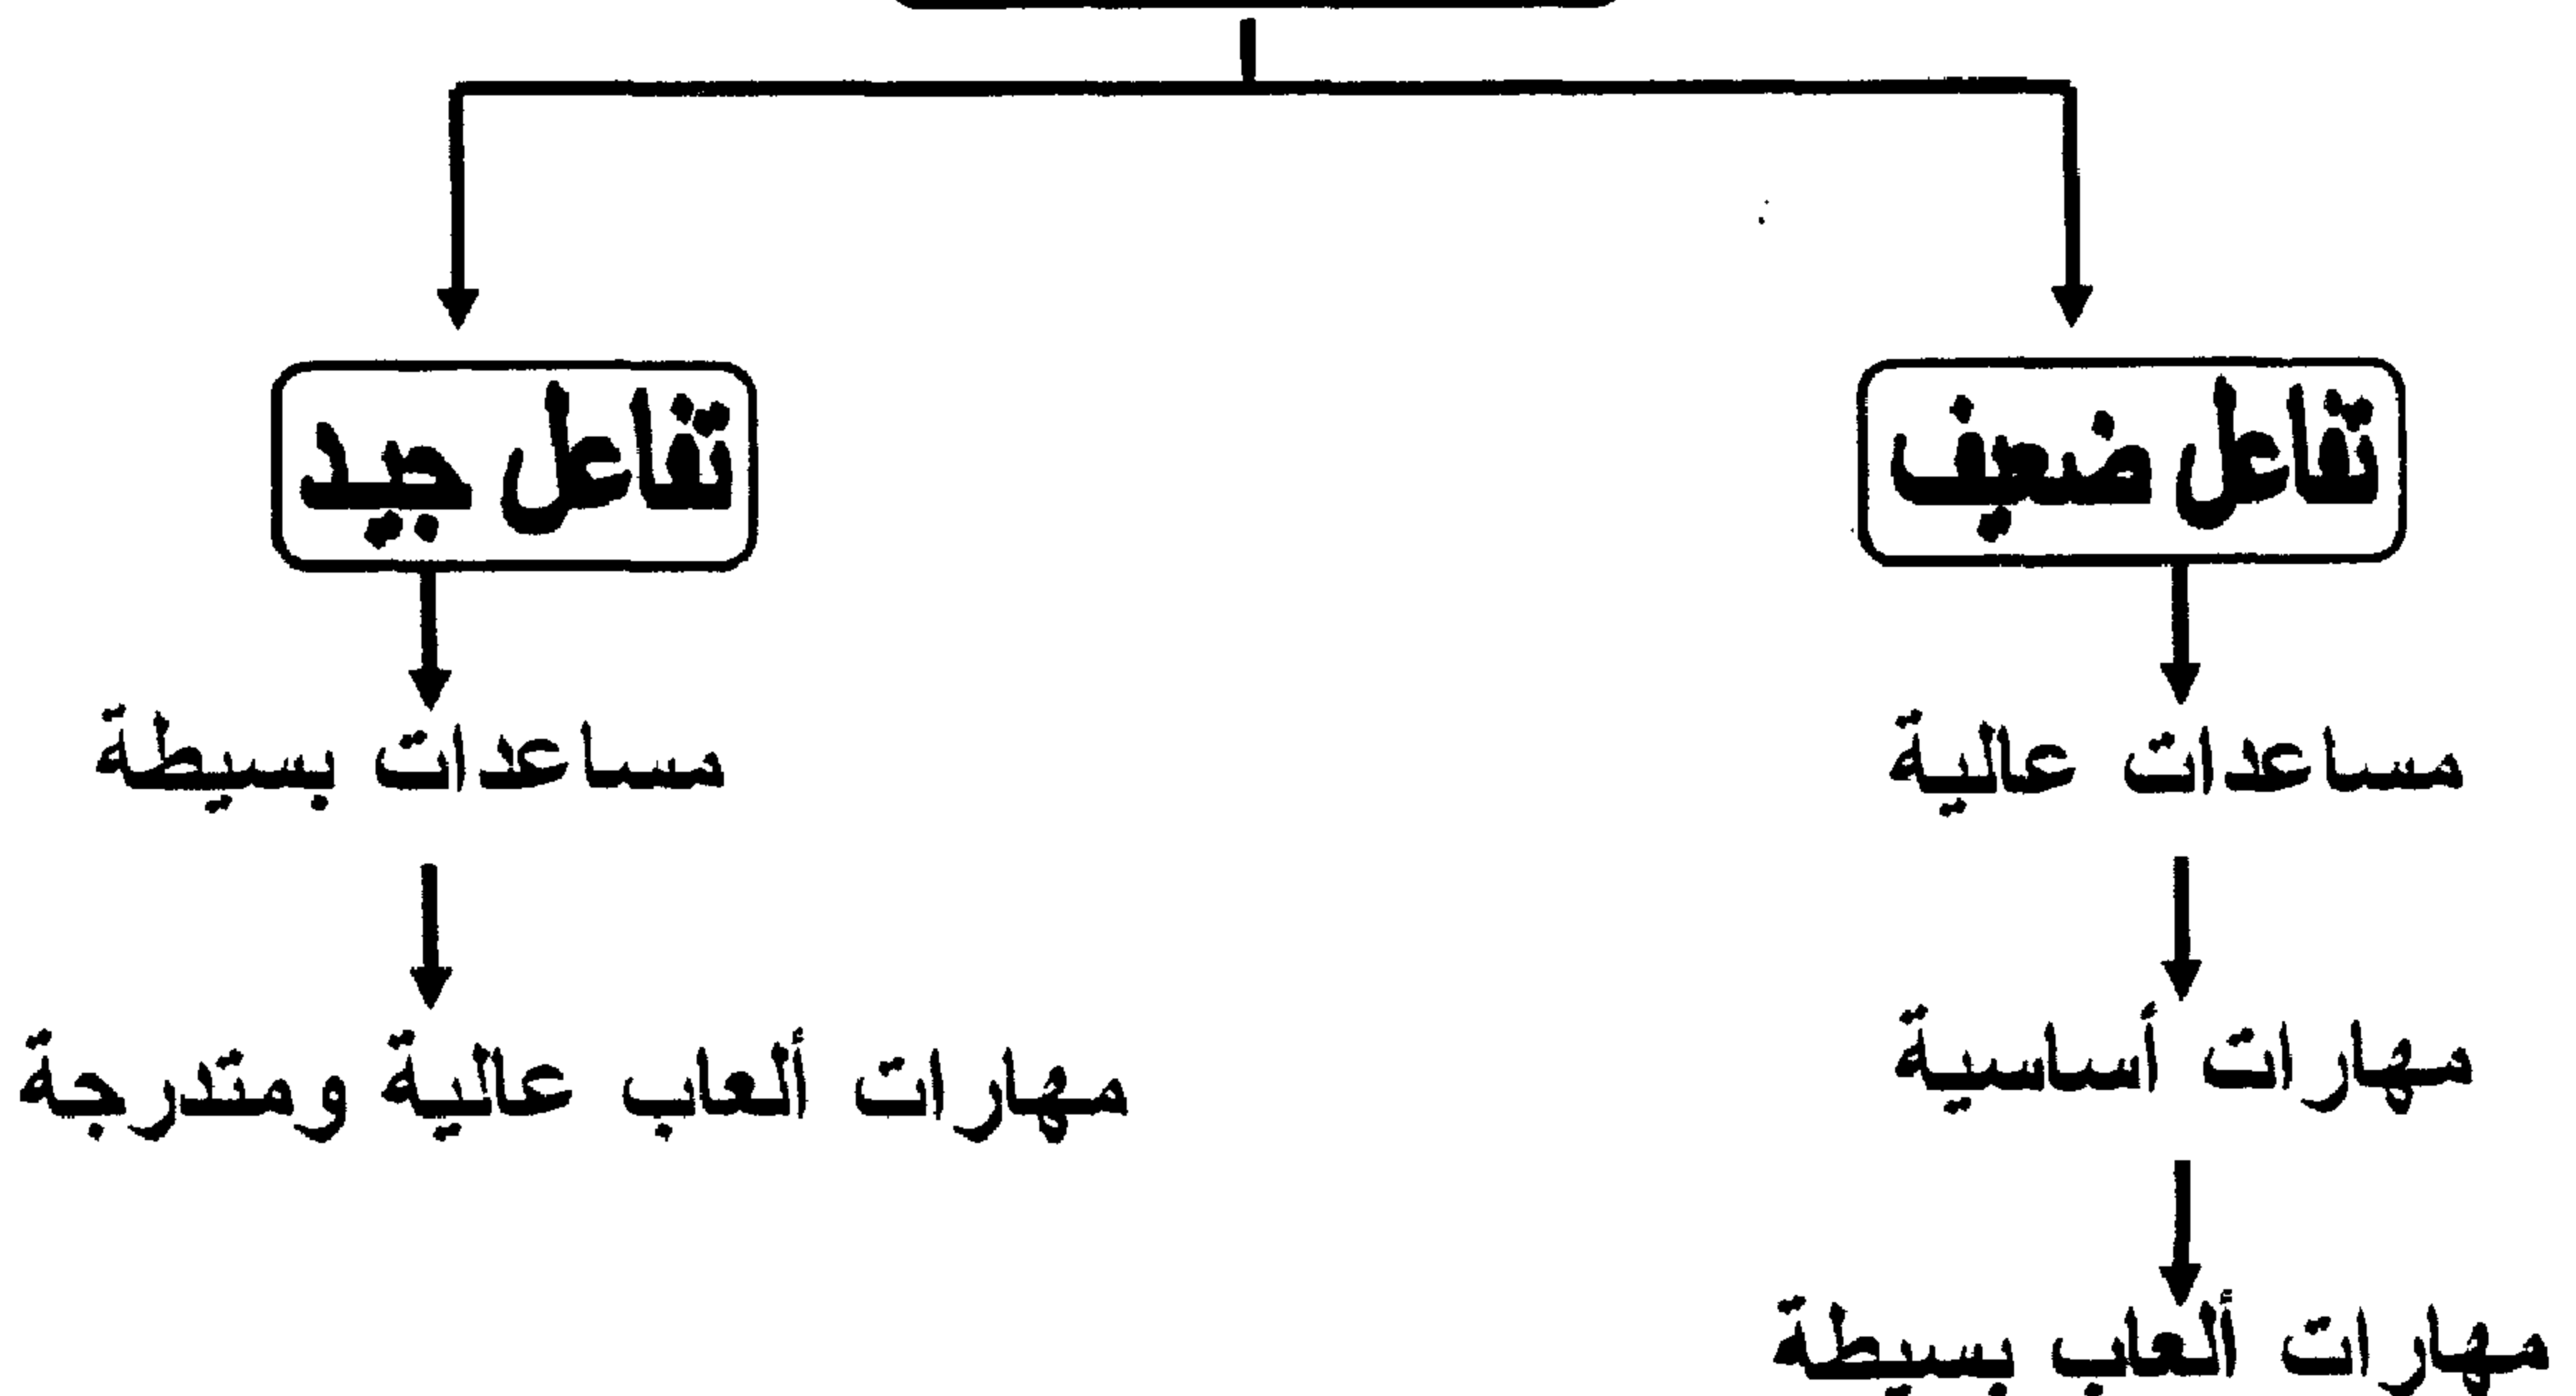 تفاعل ضعيف
تفاعل جيد
مساعدات عالية
مساعدات بسيطة
مهارات أساسية
مهارات ألعاب عالية ومتدرجة
مهارات ألعاب بسيطة